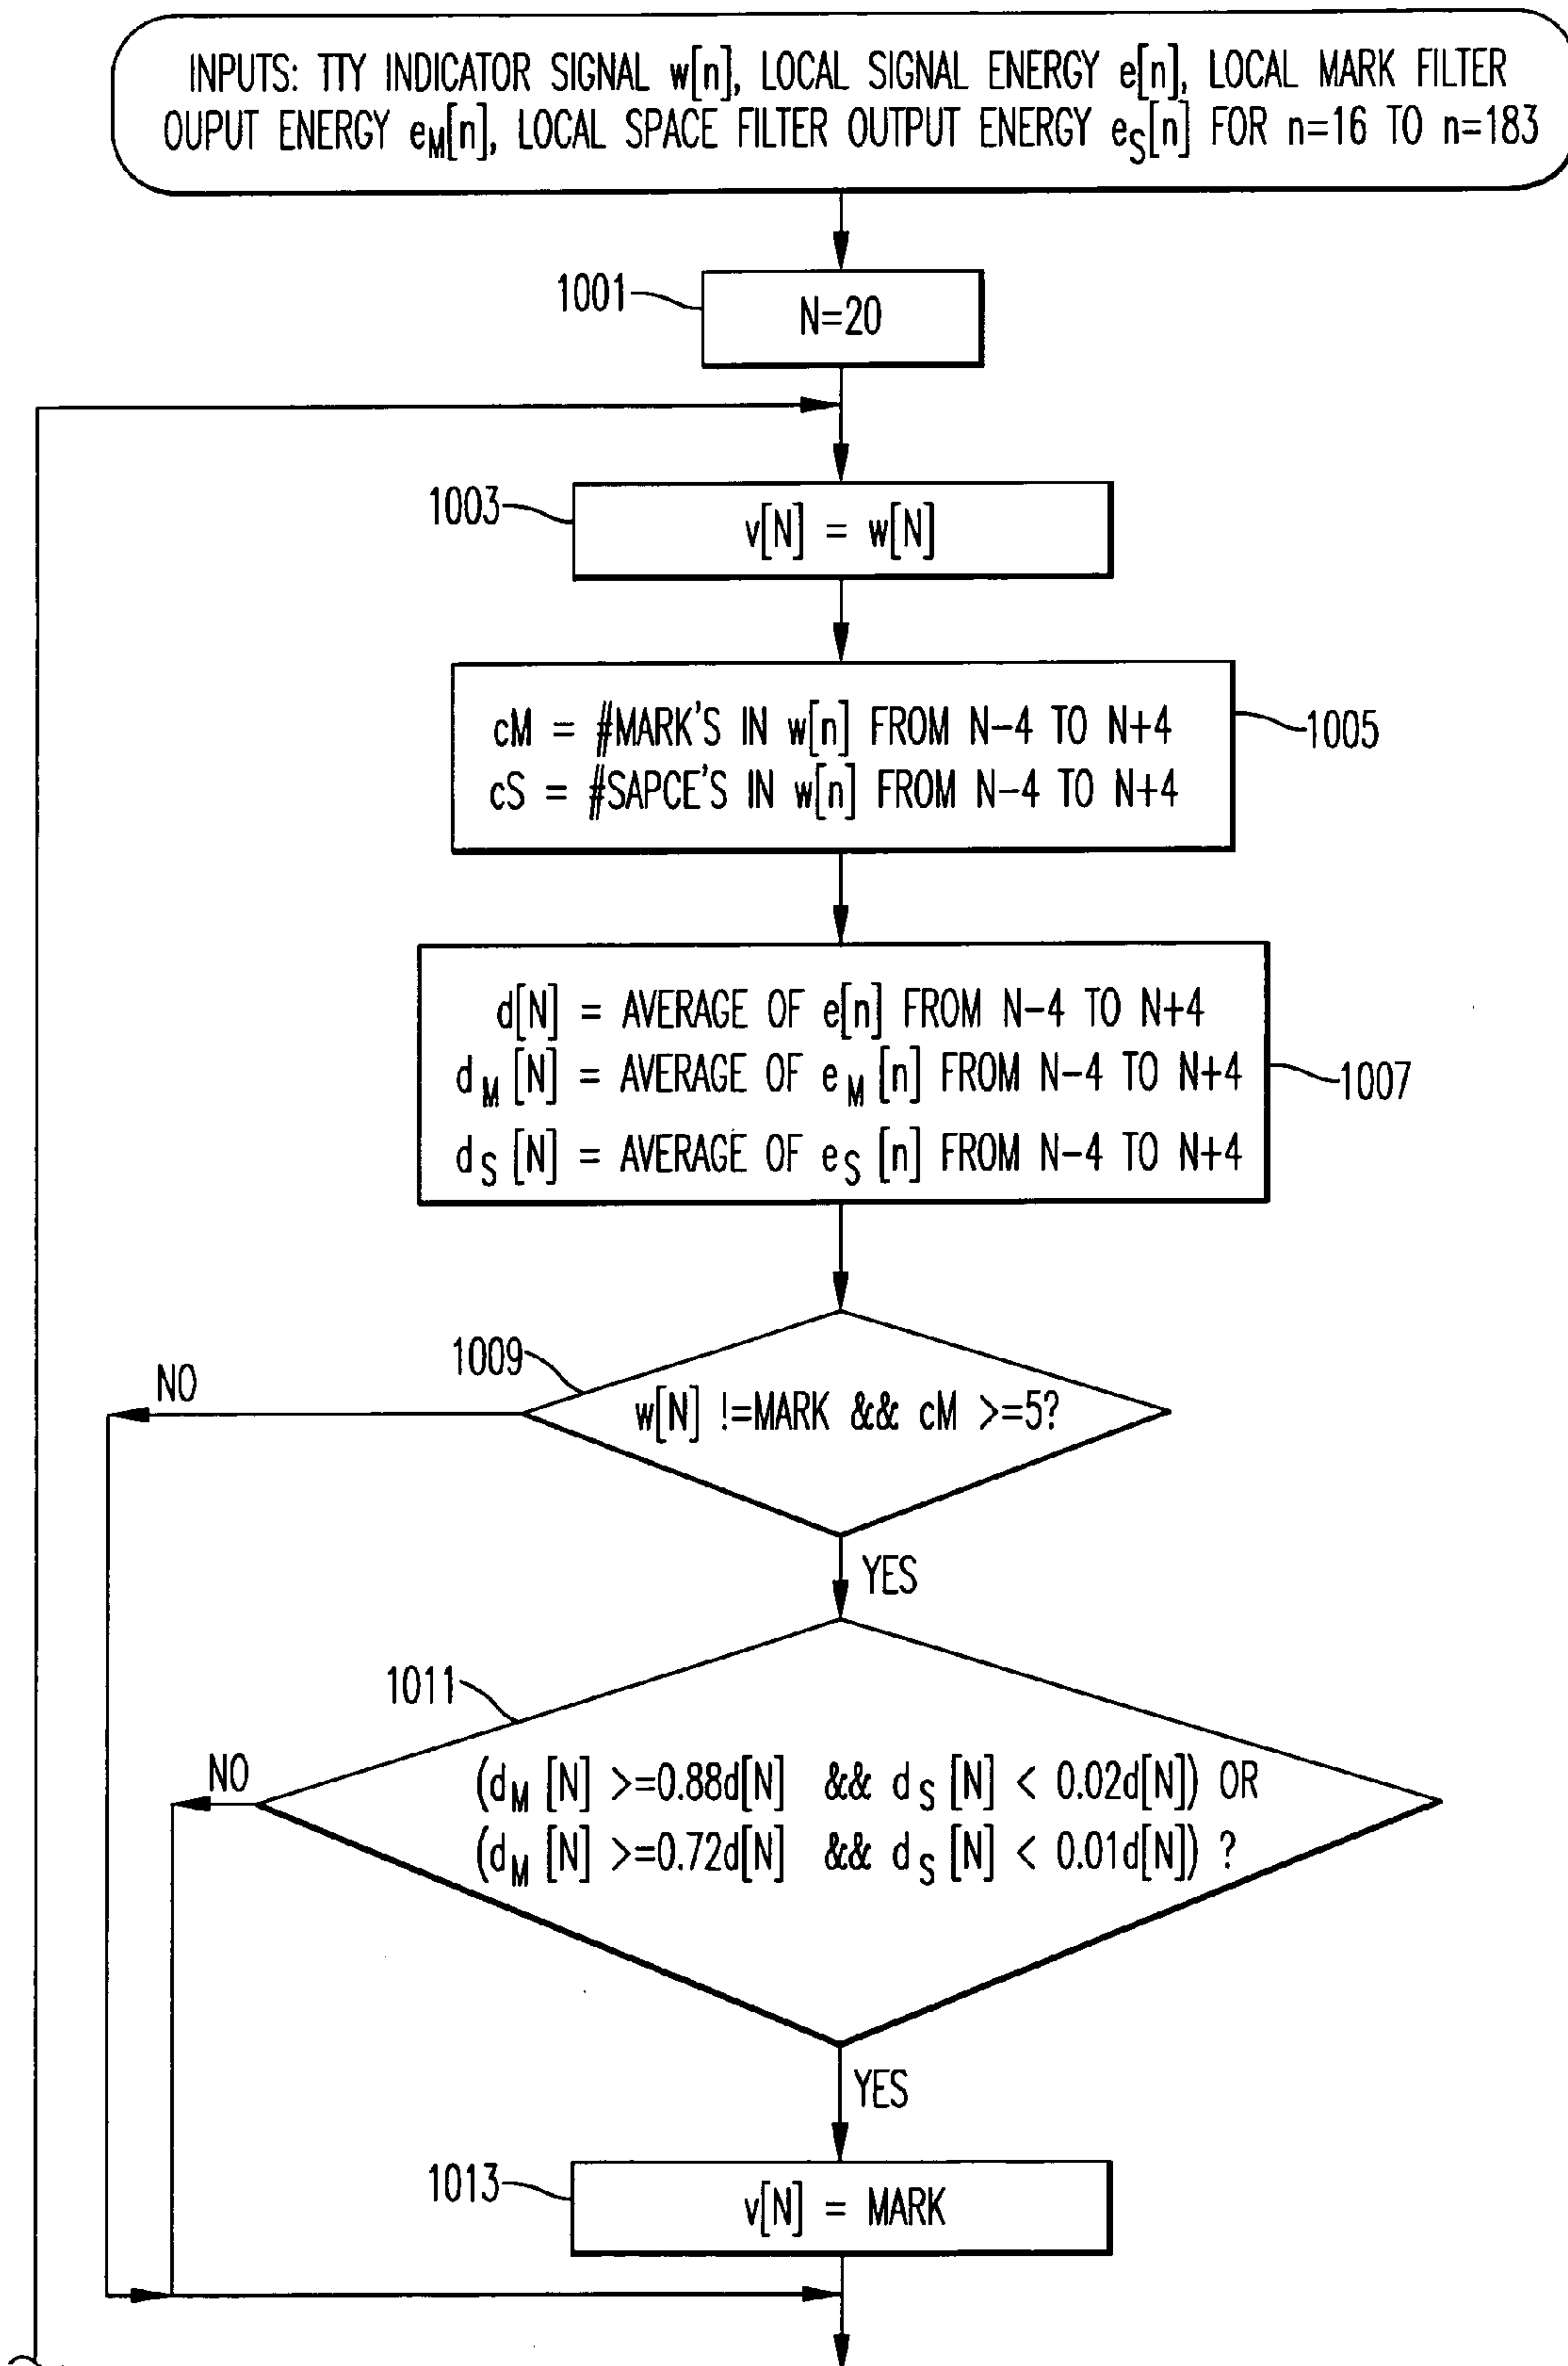 INPUTS: TTY INDICATOR SIGNAL w[n], LOCAL SIGNAL ENERGY e[n], LOCAL MARK FILTER
OUPUT ENERGY eM[n], LOCAL SPACE FILTER OUTPUT ENERGY eS[n] FOR n=16 TO n=183
1001
N=20
1003
v[N] = w[N]
cM = #MARK'S IN w[n] FROM N-4 TO N+4
cS = #SAPCE'S IN w[n] FROM N-4 TO N+4
1005
d[N] = AVERAGE OF e[n] FROM N-4 TO N+4
dM[N] = AVERAGE OF eM[n] FROM N-4 TO N+4
dS[N] = AVERAGE OF eS[n] FROM N-4 TO N+4
1007
1009
NO
w[N] !=MARK && cM >=5?
YES
1011
NO
(dM[N] >=0.88d[N] && dS[N] < 0.02d[N]) OR
(dM[N] >=0.72d[N] && dS[N] < 0.01d[N]) ?
YES
1013
v[N] = MARK